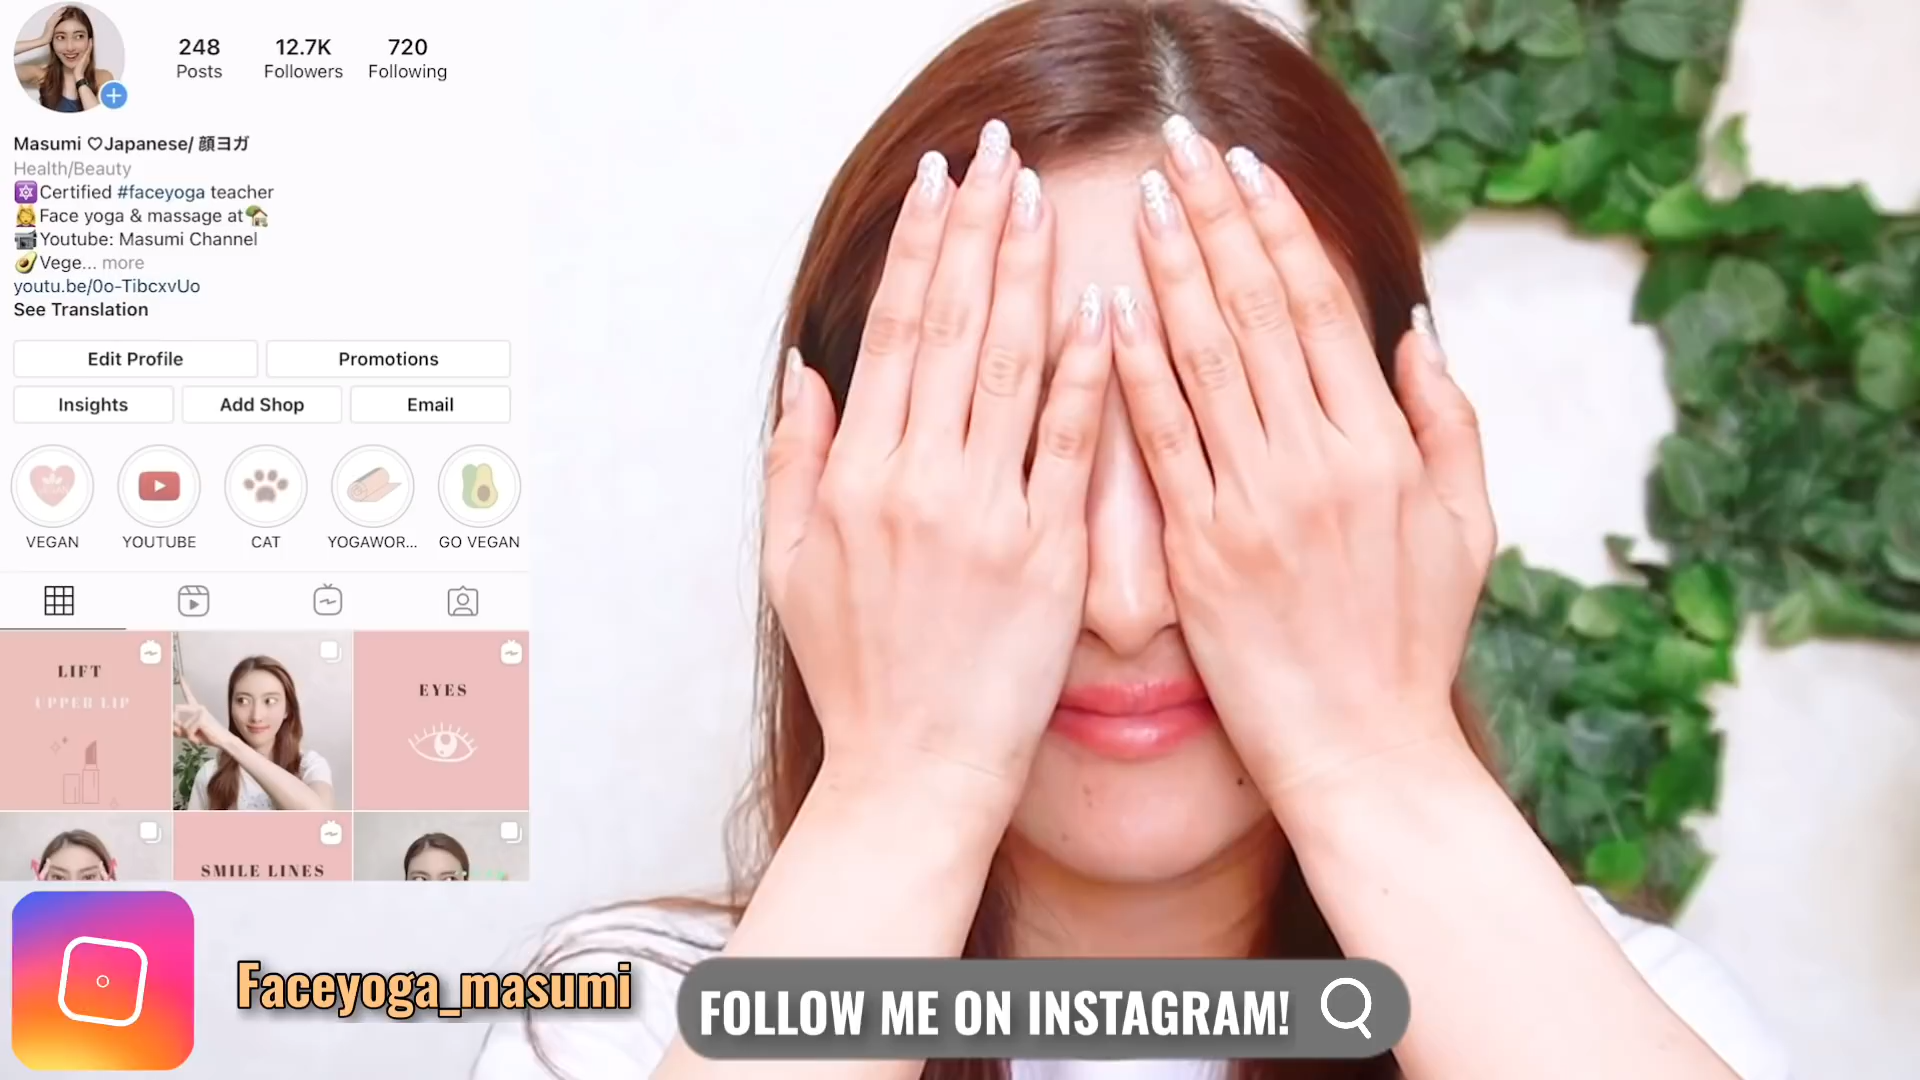 248 12.7K 720
Posts Followers Following
Masumi ♡Japanese/ 顔ヨガ
Health/Beauty
Certified #faceyoga teacher
Face yoga & massage at
Youtube: Masumi Channel
Vege... more
youtu.be/0o-TibcxvUo
See Translation
Edit Profile Promotions
Insights Add Shop Email
VEGAN
VEGAN YOUTUBE CAT YOGAWOR... GO VEGAN
LIFT
UPPER LIP
EYES
SMILE LINES
Faceyoga_masumi
FOLLOW ME ON INSTAGRAM!